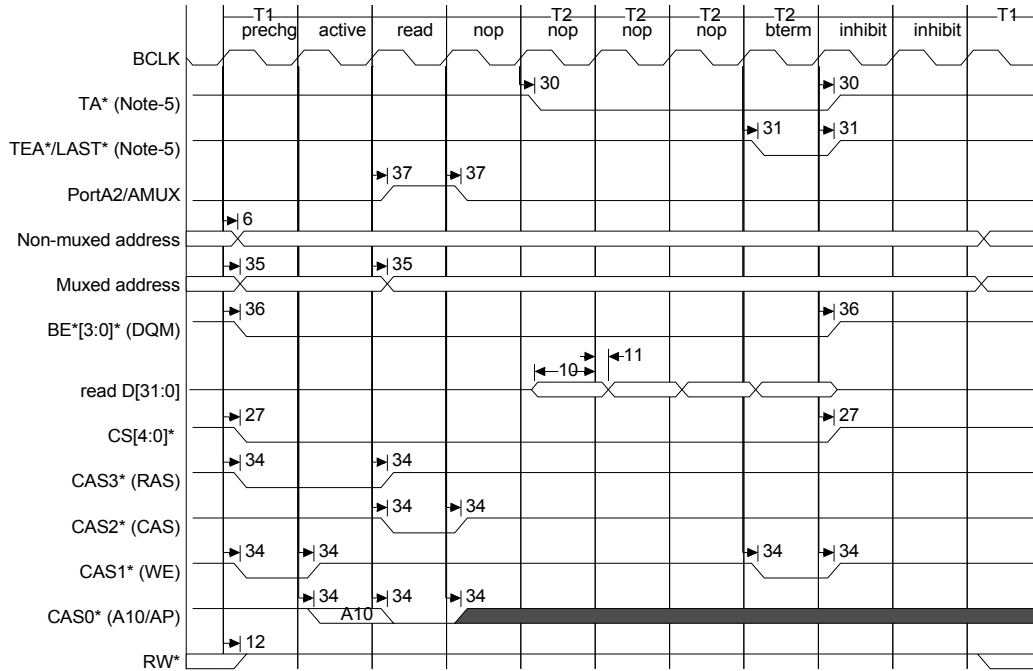 T1 T2 T2 T2 T2 T1
prechg active read nop nop nop nop bterm inhibit inhibit
BCLK
30 30
TA* (Note-5)
31 31
TEA*/LAST* (Note-5)
37 37
PortA2/AMUX
6
Non-muxed address
35 35
Muxed address
36 36
BE*[3:0]* (DQM)
11
10
read D[31:0]
27 27
CS[4:0]*
34 34
CAS3* (RAS)
34 34
CAS2* (CAS)
34 34 34 34
CAS1* (WE)
34 34 34
A10
CAS0* (A10/AP)
12
RW*